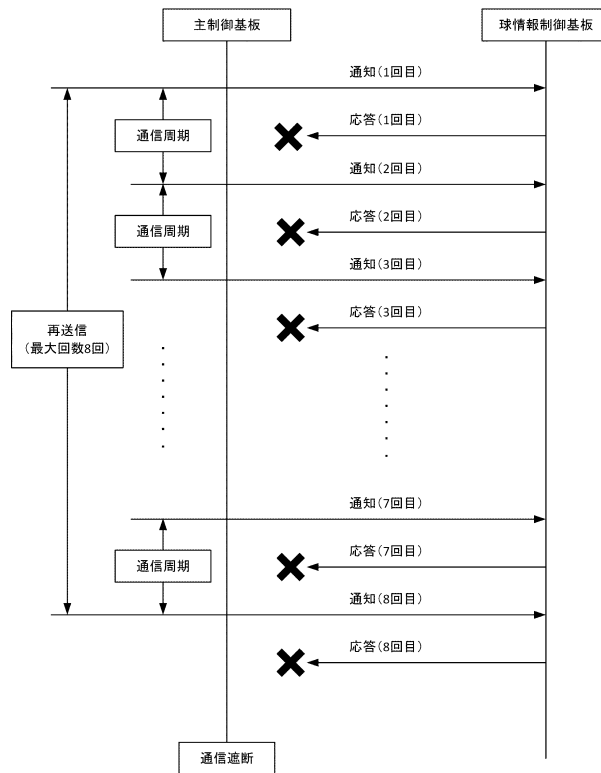 主制御基板
球情報制御基板
通知(1回目)
応答(1回目)
通信周期
通知(2回目)
応答(2回目)
通信周期
通知(3回目)
応答(3回目)
再送信
(最大回数8回)
通知(7回目)
応答(7回目)
通信周期
通知(8回目)
応答(8回目)
通信遮断